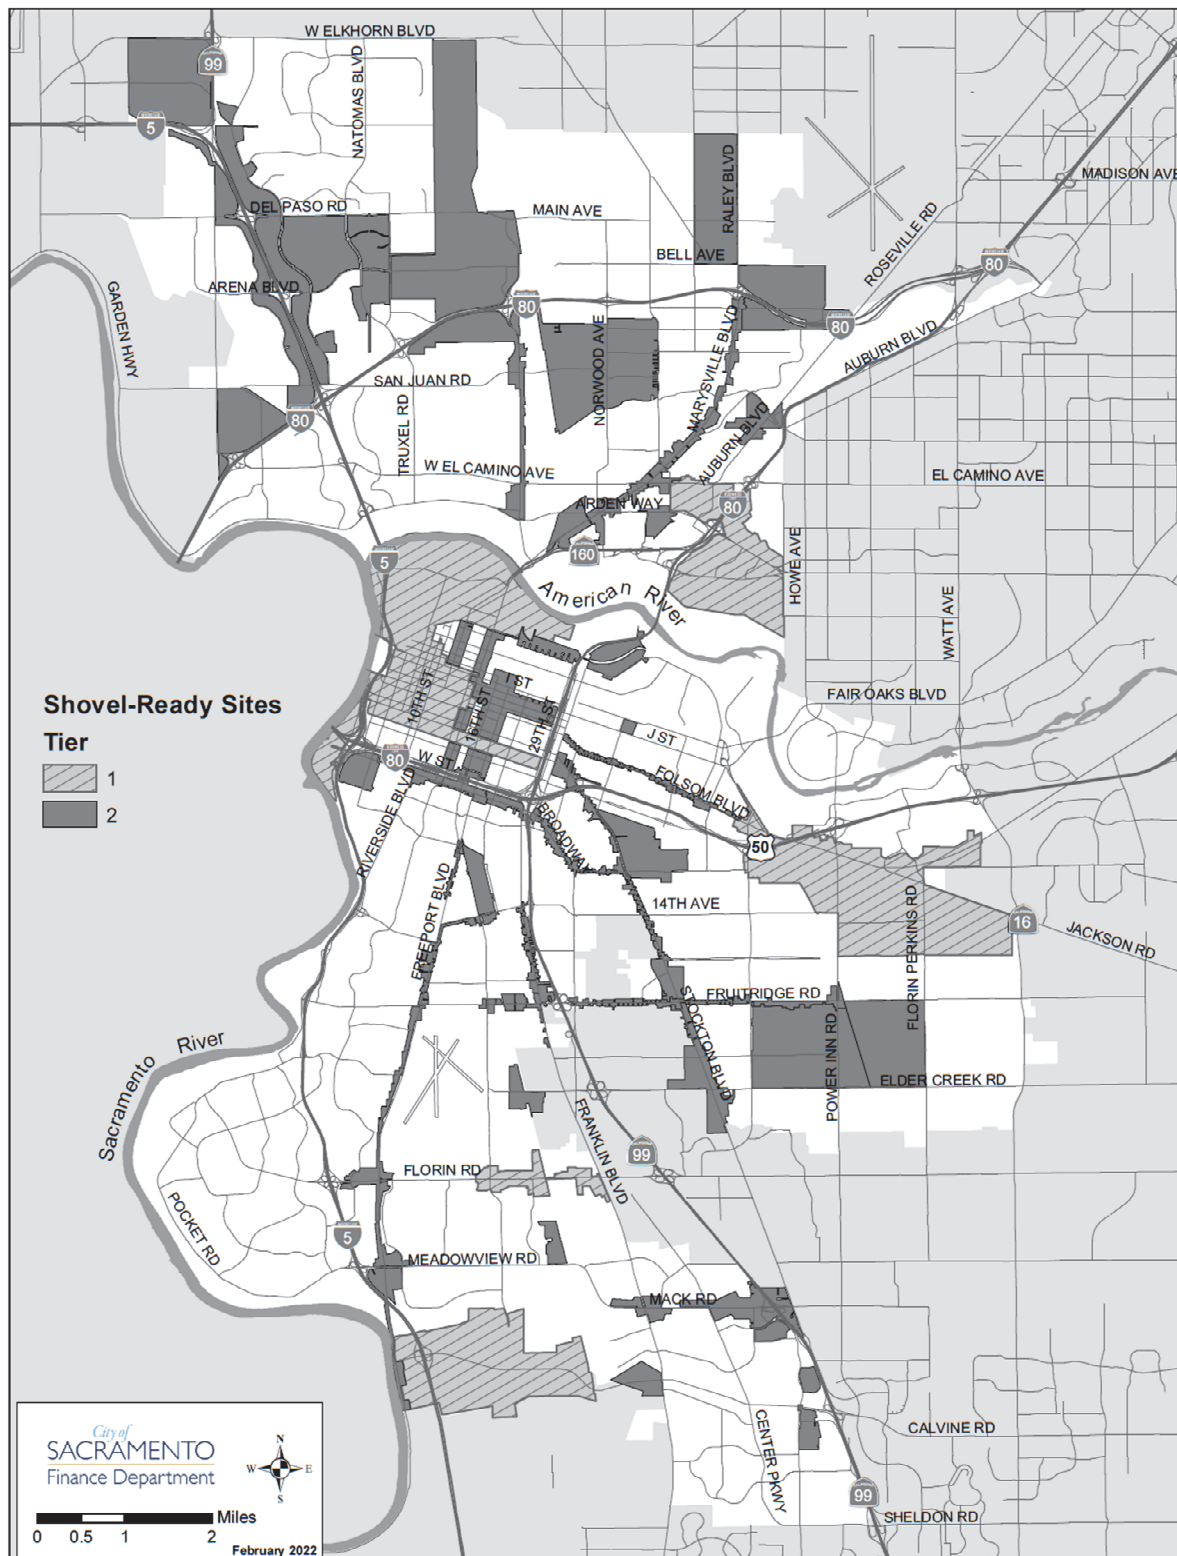 W ELKHORN BLVD
99
NATOMAS BLVD
5
RALEY BLVD
MADISON AVE
DEL PASO RD
MAIN AVE
ROSEVILLE RD
BELL AVE
80
GARDEN HWY
ARENA BLVD
80
80
NORWOOD AVE
MARYSVILLE BLVD
AUBURN BLVD
SAN JUAN RD
80
TRUXEL RD
AUBURN BLVD
W EL CAMINO AVE
EL CAMINO AVE
ARDEN WAY
80
160
5
HOWE AVE
American River
WATT AVE
I ST
FAIR OAKS BLVD
10TH ST
16TH ST
29TH ST
J ST
Shovel-Ready Sites
Tier
1
2
80
W ST
FOLSOM BLVD
RIVERSIDE BLVD
BROADWAY
50
FREEPORT BLVD
14TH AVE
FLORIN PERKINS RD
16
JACKSON RD
FRUITRIDGE RD
STOCKTON BLVD
POWER INN RD
Sacramento River
ELDER CREEK RD
FRANKLIN BLVD
99
FLORIN RD
POCKET RD
5
MEADOWVIEW RD
MACK RD
CENTER PKWY
CALVINE RD
99
SHELDON RD
City of
SACRAMENTO
Finance Department
N
W E
S
Miles
0 0.5 1 2
February 2022